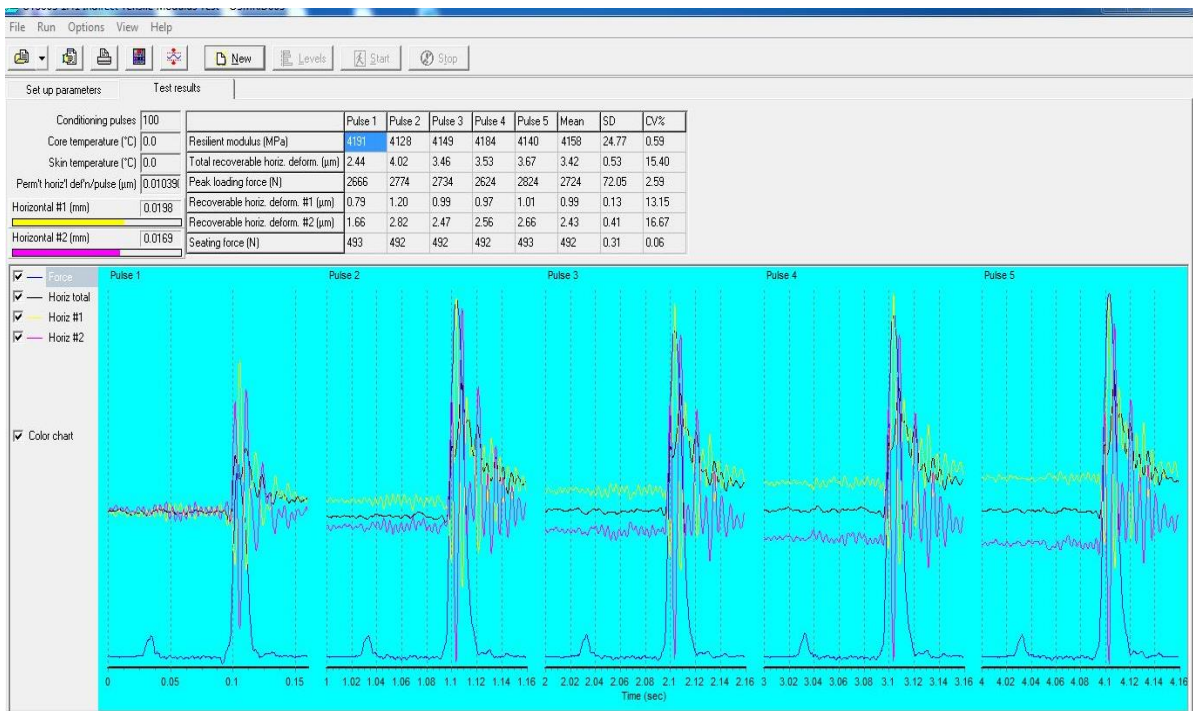 File Run Options View Help
New Levels Start Stop
Set up parameters Test results
Conditioning pulses 100
Core temperature (°C) 0.0
Skin temperature (°C) 0.0
Perm't horiz'l def'n/pulse (µm) 0.01039
Horizontal #1 (mm) 0.0198
Horizontal #2 (mm) 0.0169
Pulse 1 Pulse 2 Pulse 3 Pulse 4 Pulse 5 Mean SD CV%
Resilient modulus (MPa) 4191 4128 4149 4184 4140 4158 24.77 0.59
Total recoverable horiz. deform. (µm) 2.44 4.02 3.46 3.53 3.67 3.42 0.53 15.40
Peak loading force (N) 2666 2774 2734 2624 2824 2724 72.05 2.59
Recoverable horiz. deform. #1 (µm) 0.79 1.20 0.99 0.97 1.01 0.99 0.13 13.15
Recoverable horiz. deform. #2 (µm) 1.66 2.82 2.47 2.56 2.66 2.43 0.41 16.67
Seating force (N) 493 492 492 492 493 492 0.31 0.06
Force
Horiz total
Horiz #1
Horiz #2
Color chart
Pulse 1 Pulse 2 Pulse 3 Pulse 4 Pulse 5
0 0.05 0.1 0.15 1 1.02 1.04 1.06 1.08 1.1 1.12 1.14 1.16 2 2.02 2.04 2.06 2.08 2.1 2.12 2.14 2.16 3 3.02 3.04 3.06 3.08 3.1 3.12 3.14 3.16 4 4.02 4.04 4.06 4.08 4.1 4.12 4.14 4.16
Time (sec)